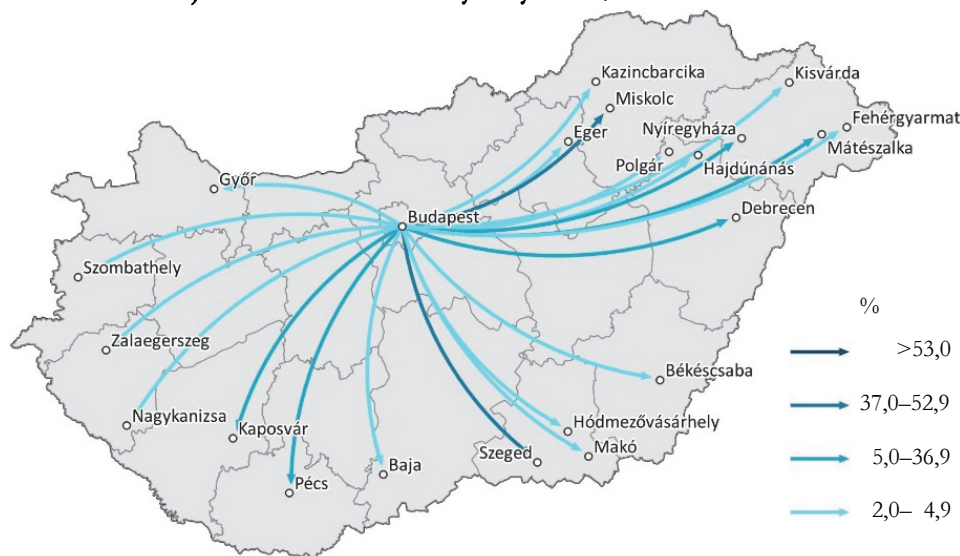 Kazincbarcika
Kisvárda
Miskolc
Fehérgyarmat
Eger
Nyíregyháza
Mátészalka
Polgár
Hajdúnánás
Győr
Debrecen
Budapest
Szombathely
%
Zalaegerszeg
>53,0
Békéscsaba
37,0–52,9
Nagykanizsa
Hódmezővásárhely
Kaposvár
Makó
Szeged
5,0–36,9
Baja
Pécs
2,0– 4,9